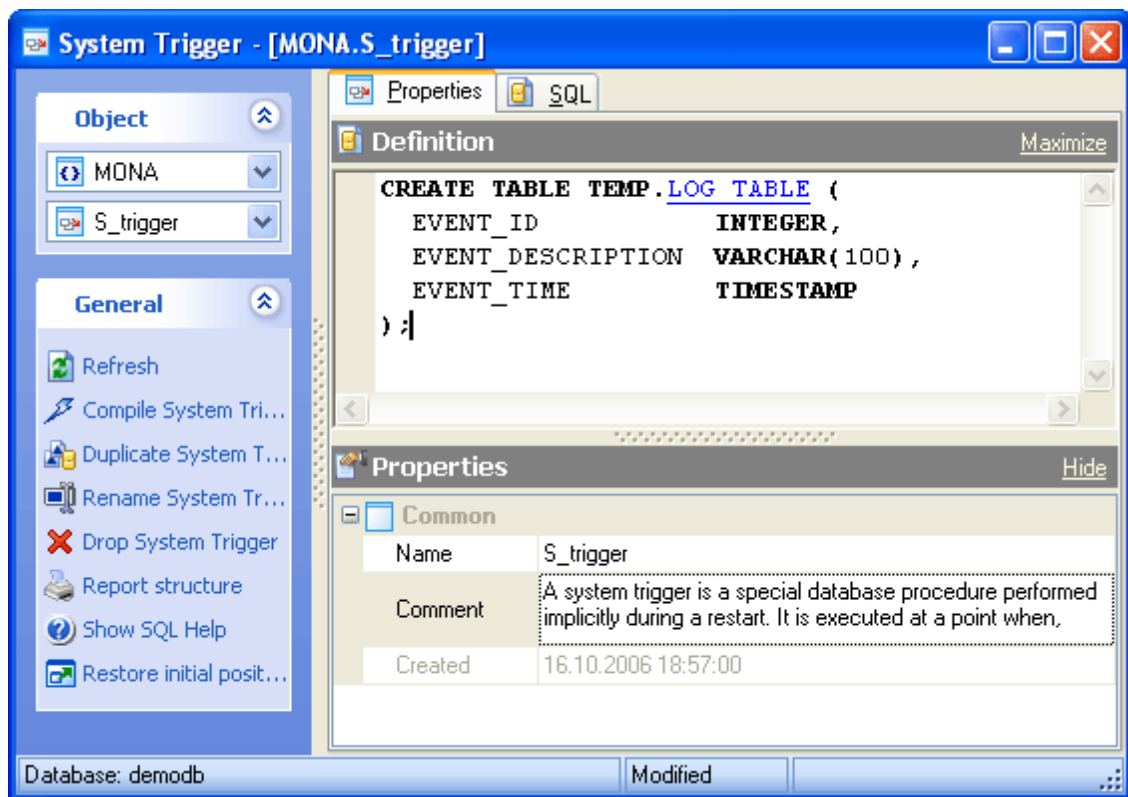 System Trigger - [MONA.S_trigger]
Object
MONA
S_trigger
General
Refresh
Compile System Tri...
Duplicate System T...
Rename System Tr...
Drop System Trigger
Report structure
Show SQL Help
Restore initial posit...
Properties SQL
Definition Maximize
CREATE TABLE TEMP.LOG_TABLE (
EVENT_ID INTEGER,
EVENT_DESCRIPTION VARCHAR(100),
EVENT_TIME TIMESTAMP
);
Properties Hide
Common
Name S_trigger
Comment A system trigger is a special database procedure performed
implicitly during a restart. It is executed at a point when,
Created 16.10.2006 18:57:00
Database: demodb Modified